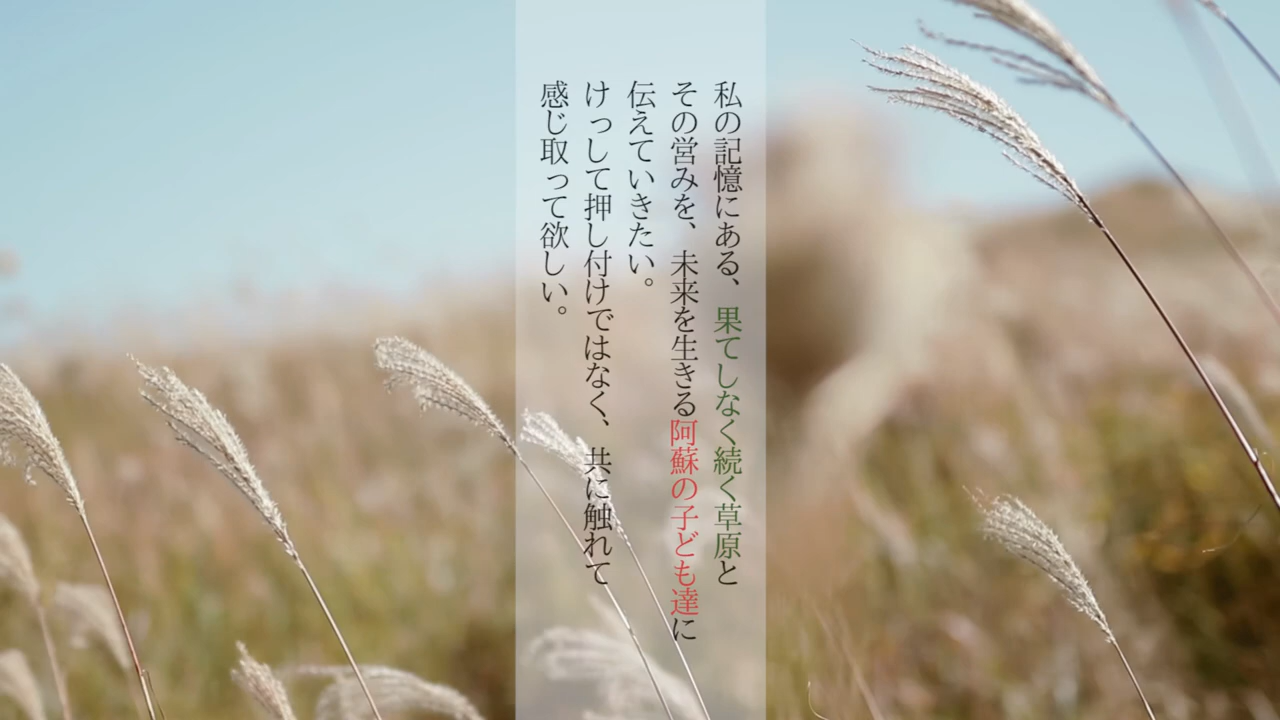 私の記憶にある、果てしなく続く草原と
その営みを、未来を生きる阿蘇の子ども達に
伝えていきたい。
けっして押し付けではなく、共に触れて
感じ取って欲しい。